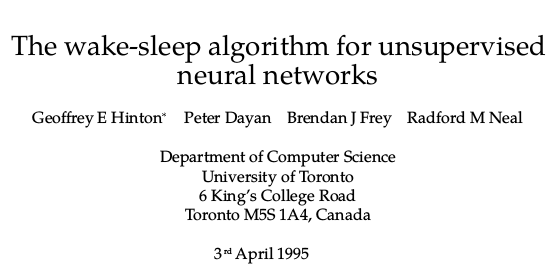 The wake-sleep algorithm for unsupervised
neural networks
Geoffrey E Hinton* Peter Dayan Brendan J Frey Radford M Neal
Department of Computer Science
University of Toronto
6 King's College Road
Toronto M5S 1A4, Canada
3rd April 1995